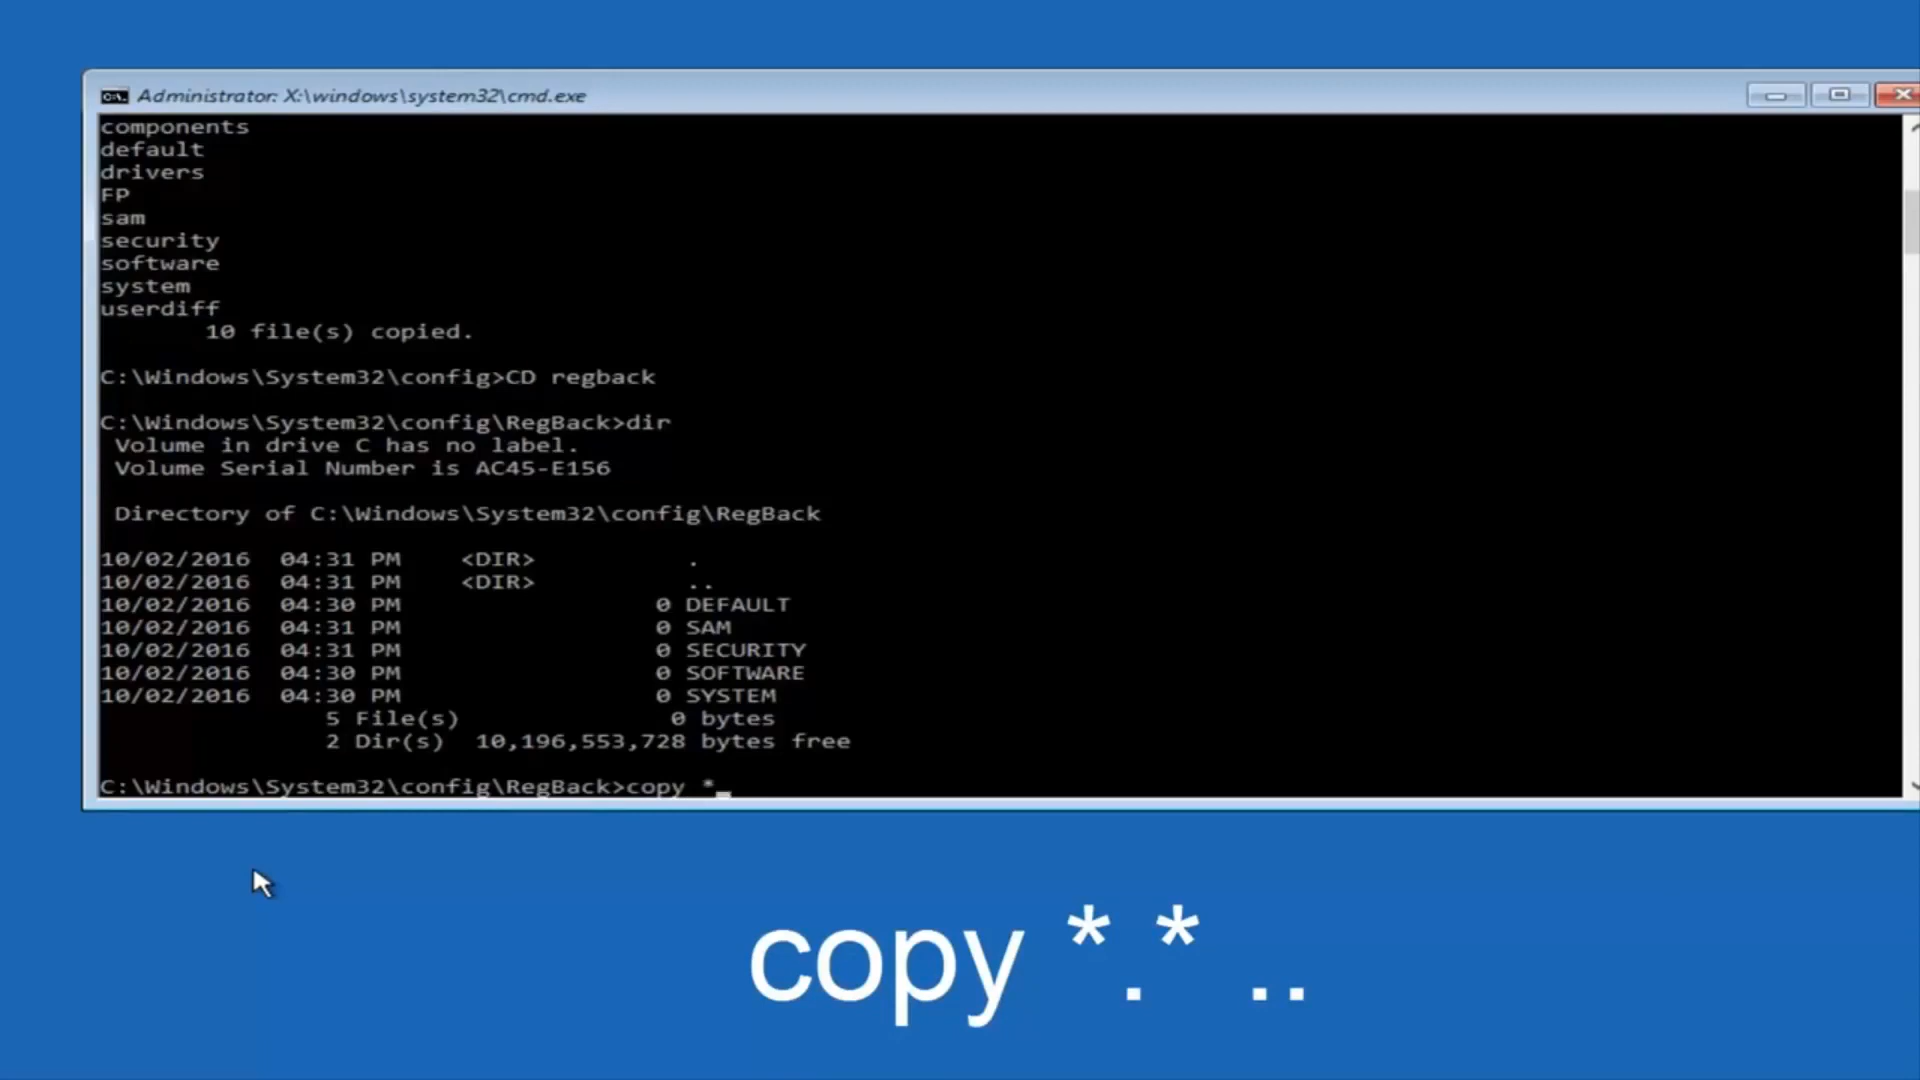 Administrator: X:\windows\system32\cmd.exe
components
default
drivers
FP
sam
security
software
system
userdiff
10 file(s) copied.
C:\Windows\System32\config>CD regback
C:\Windows\System32\config\RegBack>dir
Volume in drive C has no label.
Volume Serial Number is AC45-E156
Directory of C:\Windows\System32\config\RegBack
10/02/2016 04:31 PM <DIR> .
10/02/2016 04:31 PM <DIR> ..
10/02/2016 04:30 PM 0 DEFAULT
10/02/2016 04:31 PM 0 SAM
10/02/2016 04:31 PM 0 SECURITY
10/02/2016 04:30 PM 0 SOFTWARE
10/02/2016 04:30 PM 0 SYSTEM
5 File(s) 0 bytes
2 Dir(s) 10,196,553,728 bytes free
C:\Windows\System32\config\RegBack>copy *_
copy *.* ..